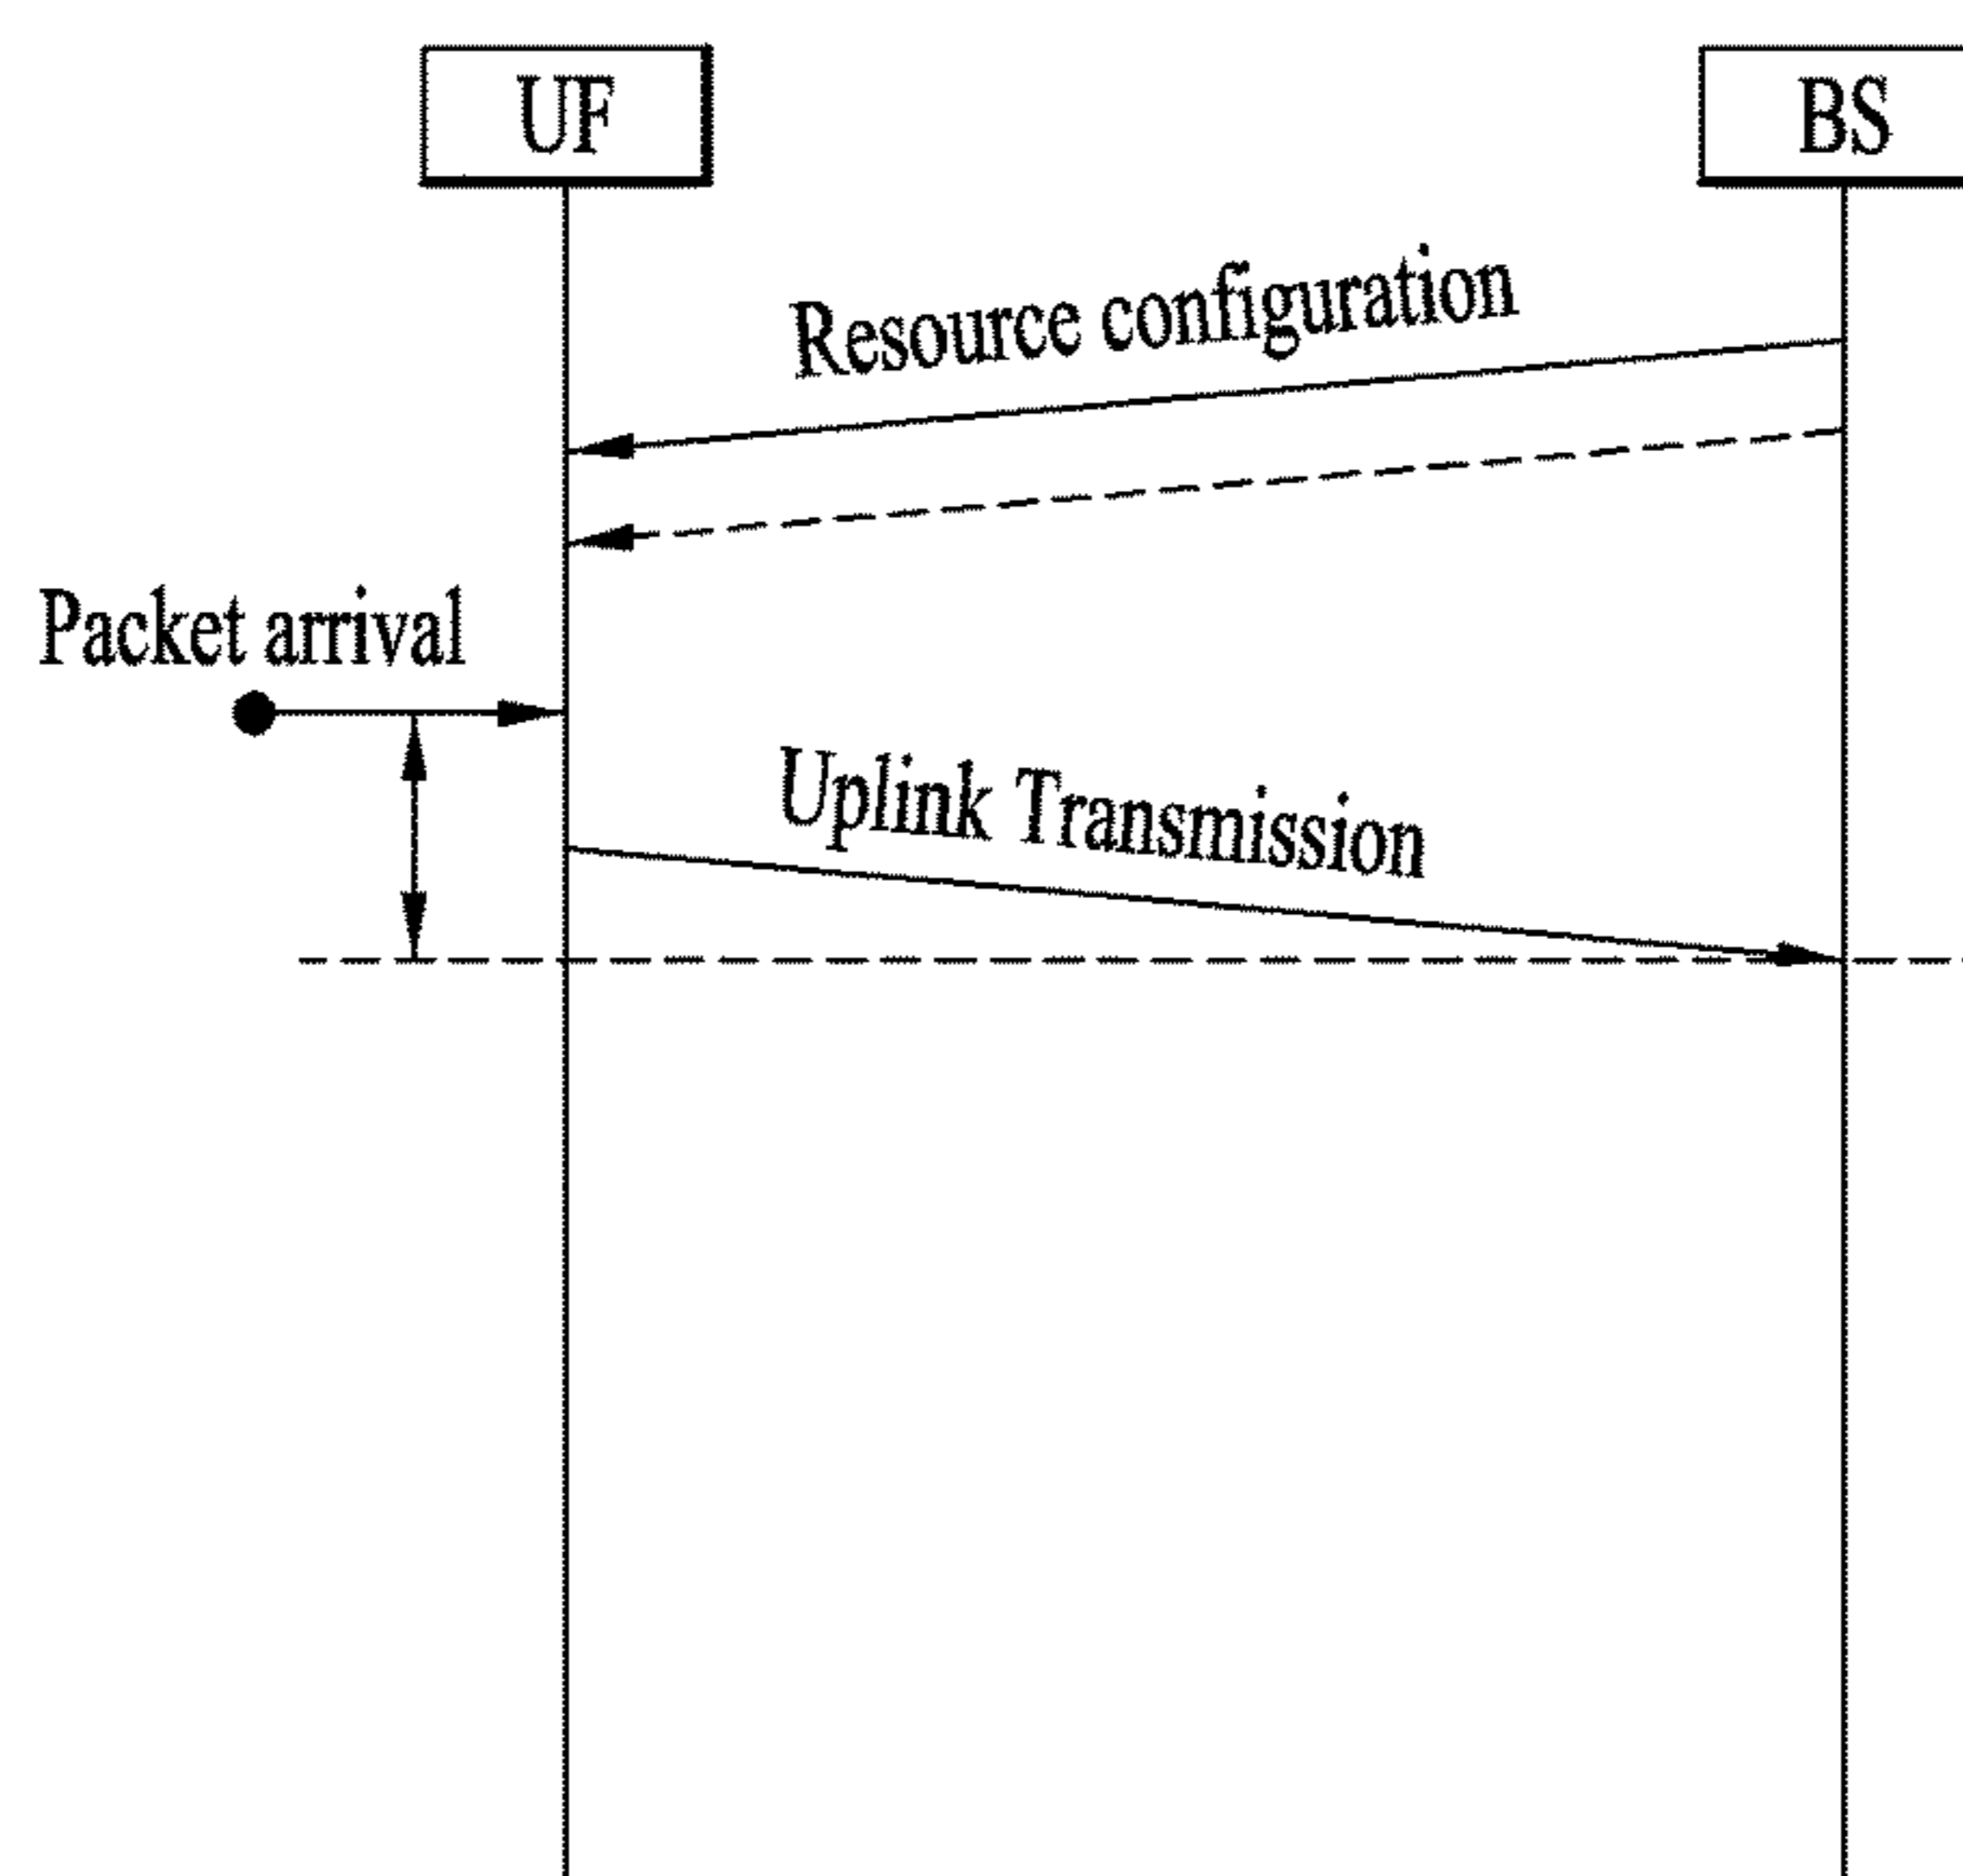 UF
BS
Resource configuration
Packet arrival
Uplink Transmission